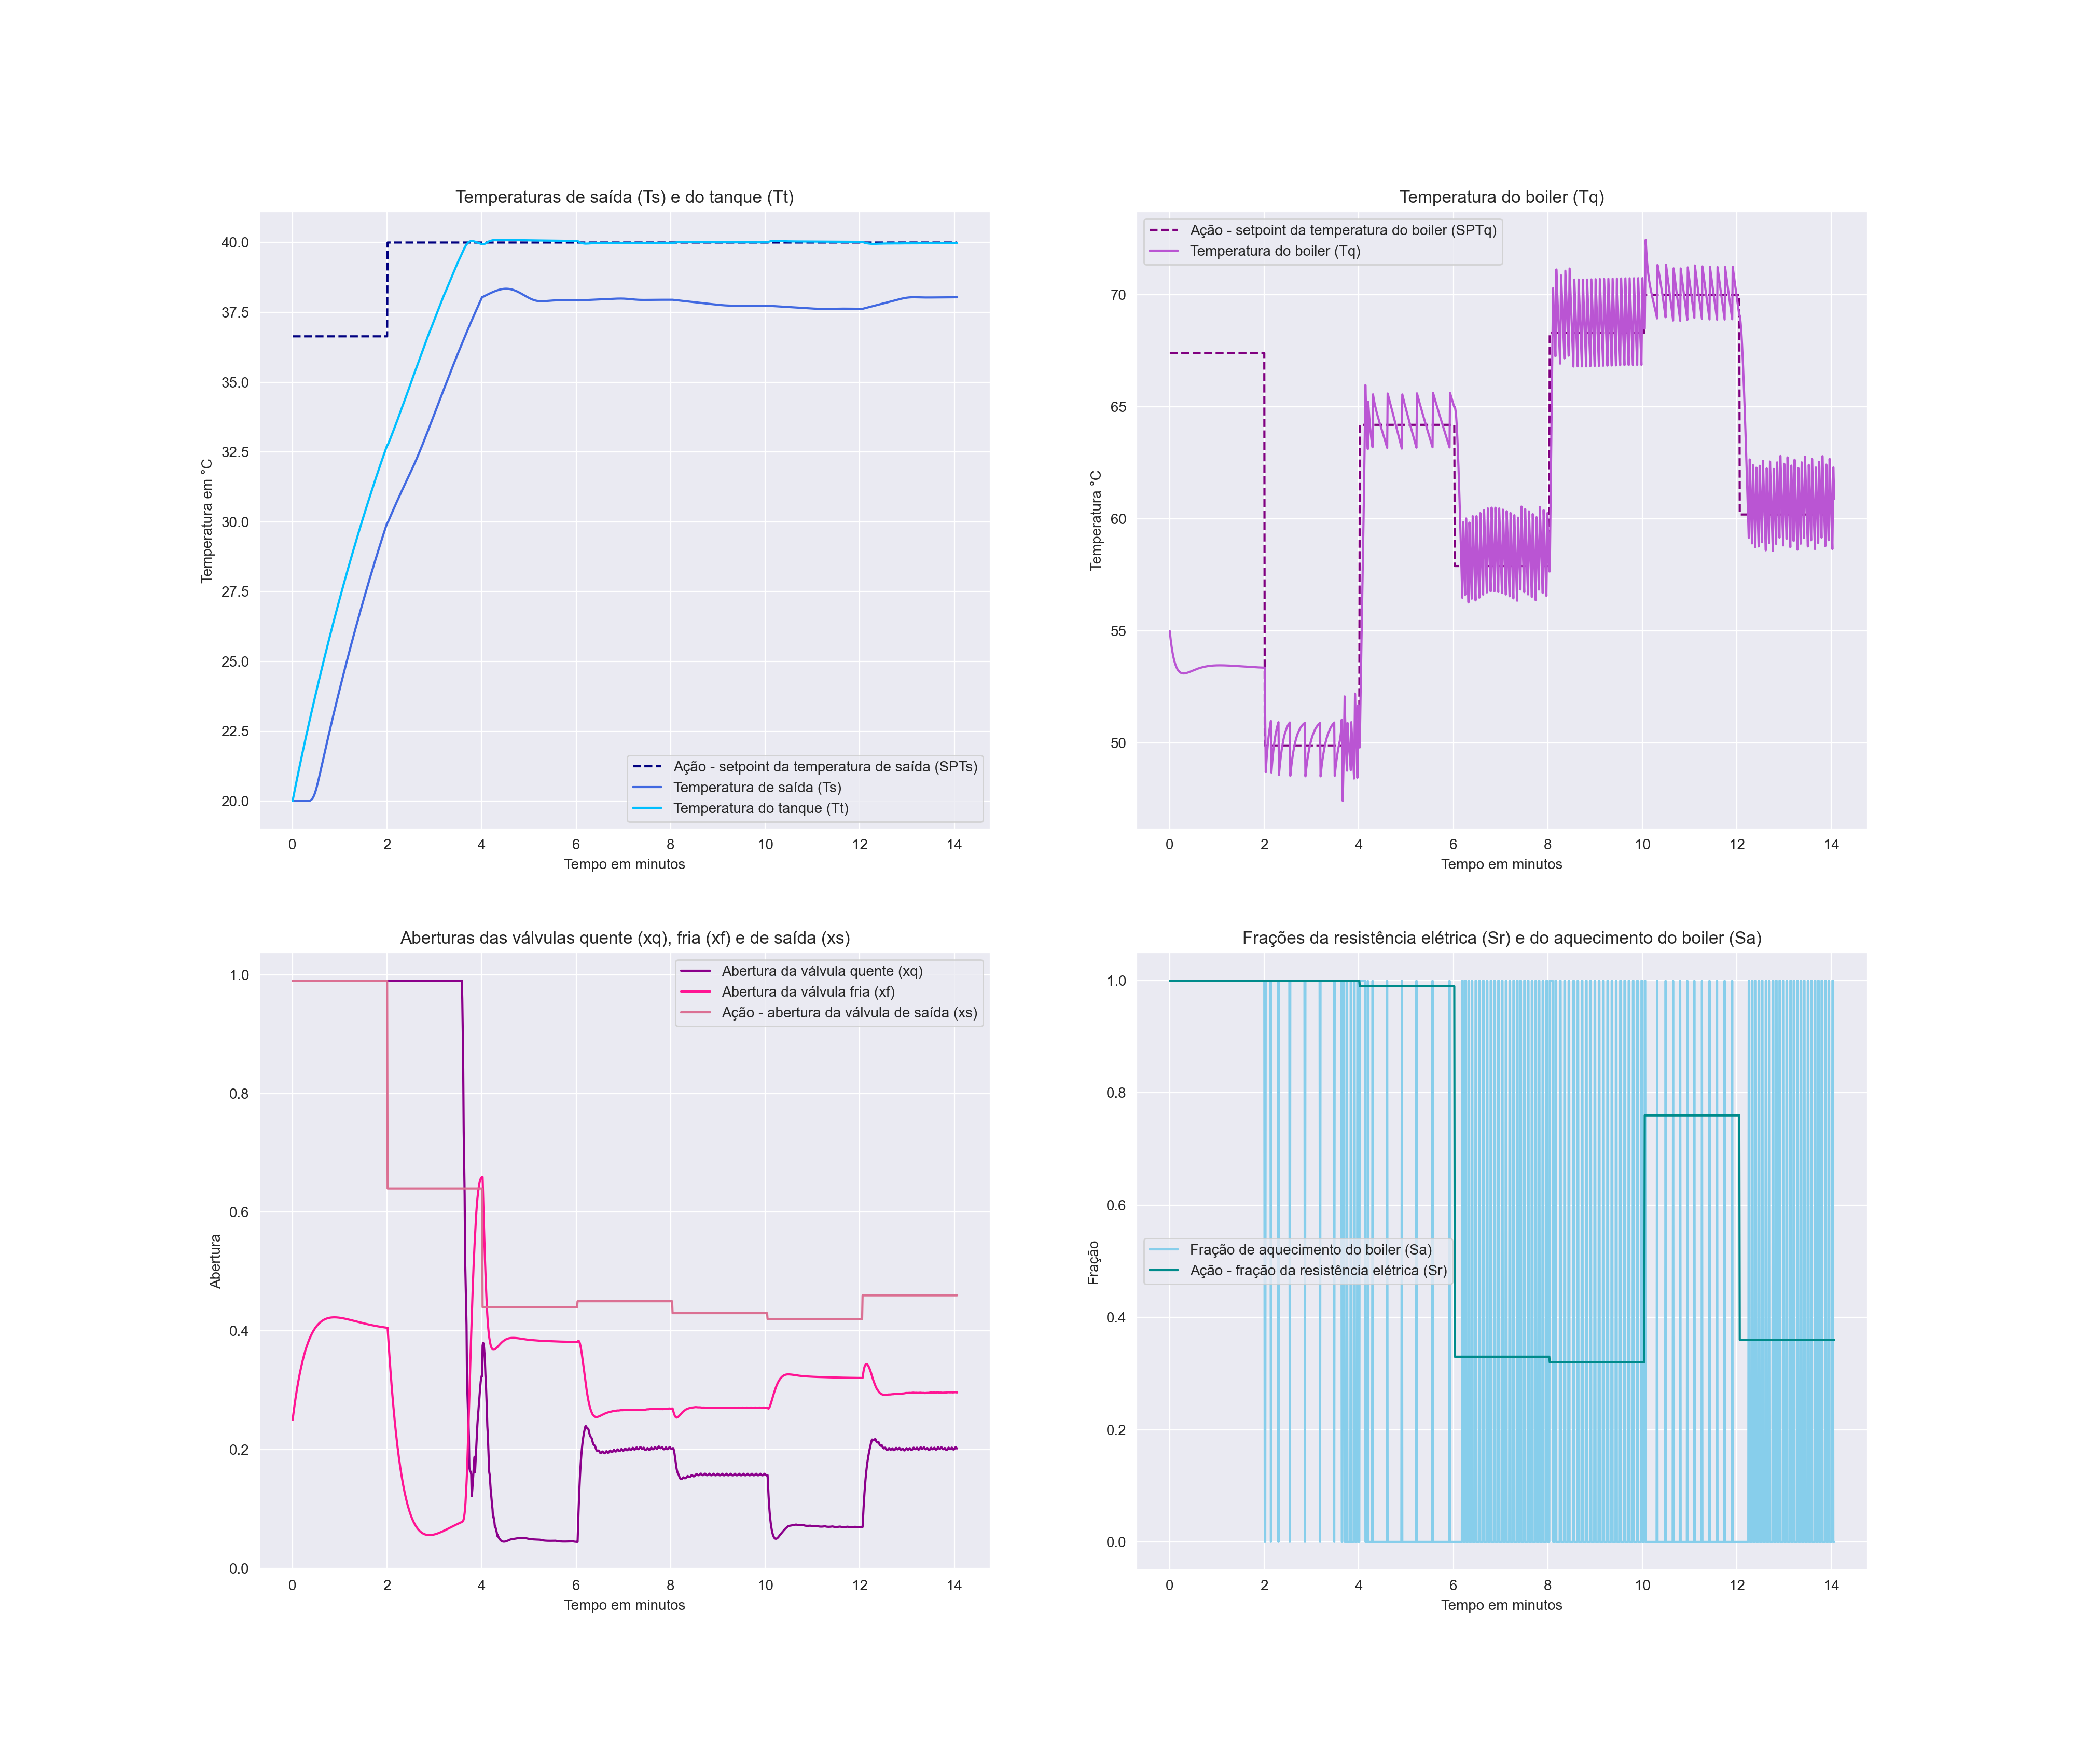 Temperaturas de saída (Ts) e do tanque (Tt)
40.0
37.5
35.0
32.5
30.0
27.5
25.0
22.5
20.0
Temperatura em °C
Ação - setpoint da temperatura de saída (SPTs)
Temperatura de saída (Ts)
Temperatura do tanque (Tt)
0 2 4 6 8 10 12 14
Tempo em minutos
Temperatura do boiler (Tq)
Ação - setpoint da temperatura do boiler (SPTq)
Temperatura do boiler (Tq)
70
65
60
55
50
Temperatura °C
0 2 4 6 8 10 12 14
Tempo em minutos
Aberturas das válvulas quente (xq), fria (xf) e de saída (xs)
Abertura da válvula quente (xq)
Abertura da válvula fria (xf)
Ação - abertura da válvula de saída (xs)
1.0
0.8
0.6
0.4
0.2
0.0
Abertura
0 2 4 6 8 10 12 14
Tempo em minutos
Frações da resistência elétrica (Sr) e do aquecimento do boiler (Sa)
1.0
0.8
0.6
0.4
0.2
0.0
Fração
Fração de aquecimento do boiler (Sa)
Ação - fração da resistência elétrica (Sr)
0 2 4 6 8 10 12 14
Tempo em minutos